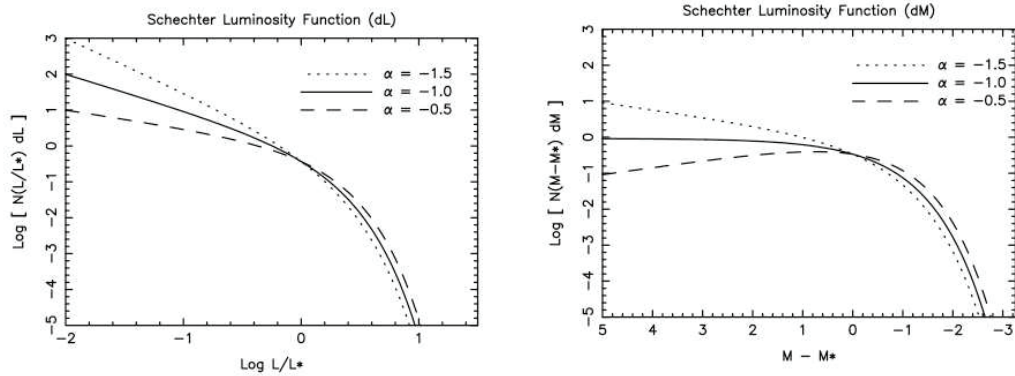 Schechter Luminosity Function (dL)
3
2
1
0
-1
-2
-3
-4
-5
Log [ N(L/L*) dL ]
α = -1.5
α = -1.0
α = -0.5
-2
-1
0
1
Log L/L*
Schechter Luminosity Function (dM)
3
2
1
0
-1
-2
-3
-4
-5
Log [ N(M-M*) dM ]
α = -1.5
α = -1.0
α = -0.5
5
4
3
2
1
0
-1
-2
-3
M - M*